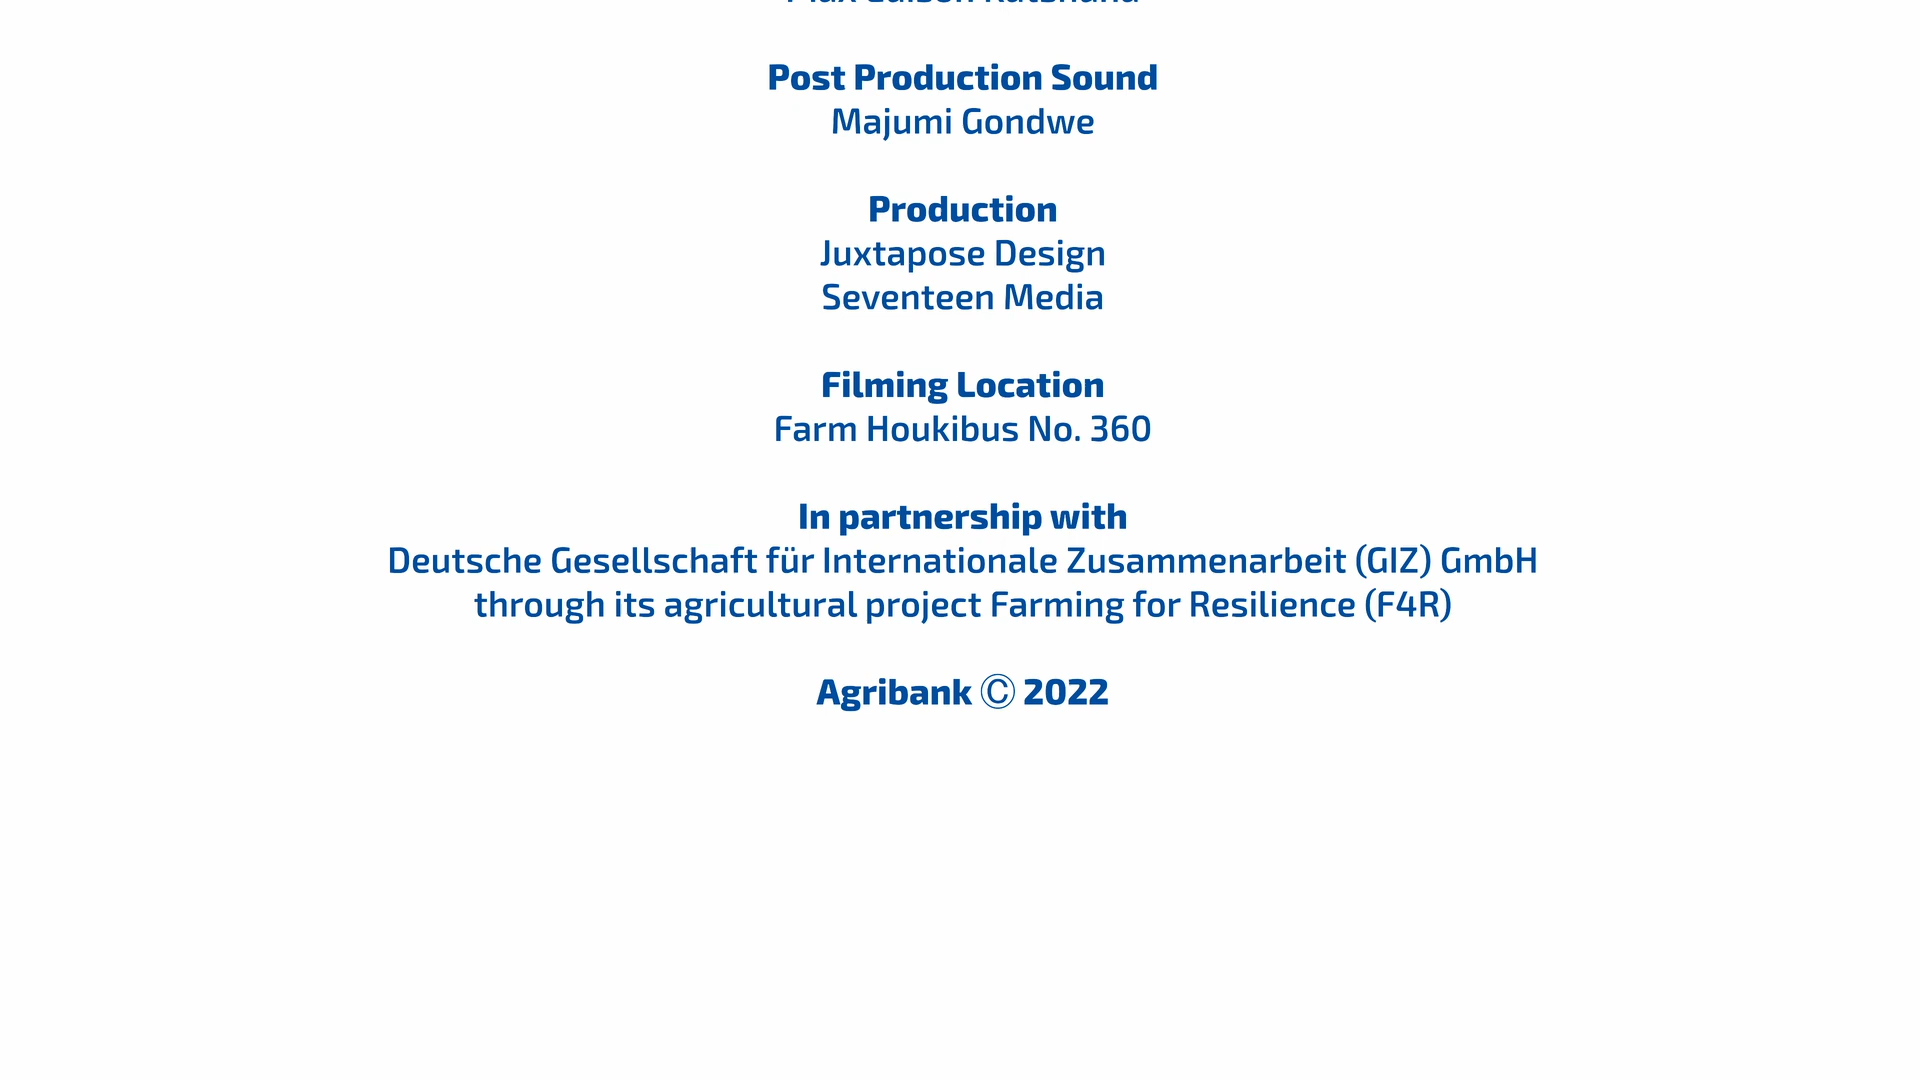 Post Production Sound
Majumi Gondwe
Production
Juxtapose Design
Seventeen Media
Filming Location
Farm Houkibus No. 360
In partnership with
Deutsche Gesellschaft für Internationale Zusammenarbeit (GIZ) GmbH
through its agricultural project Farming for Resilience (F4R)
Agribank © 2022